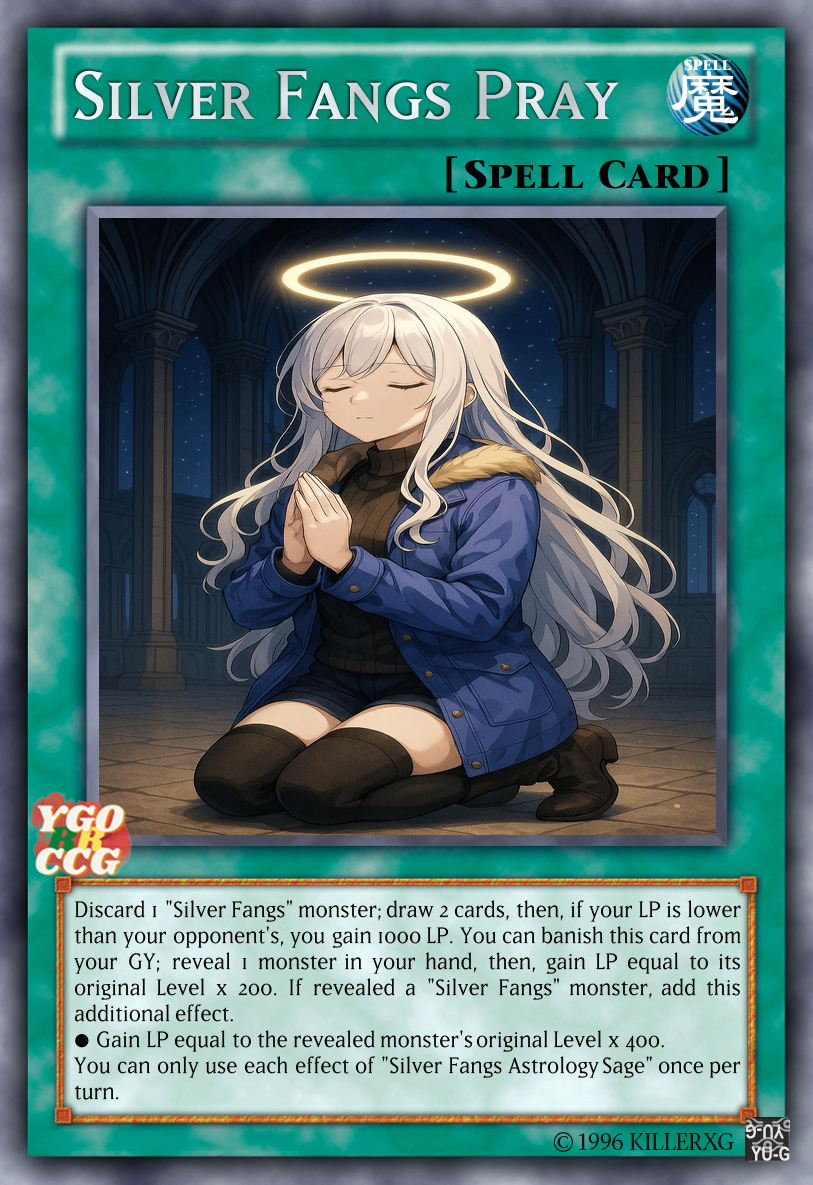 Silver Fangs Pray
SPELL
魔
[Spell Card]
YGO
BR
CCG
Discard 1 "Silver Fangs" monster; draw 2 cards, then, if your LP is lower
than your opponent's, you gain 1000 LP. You can banish this card from
your GY; reveal 1 monster in your hand, then, gain LP equal to its
original Level x 200. If revealed a "Silver Fangs" monster, add this
additional effect.
● Gain LP equal to the revealed monster's original Level x 400.
You can only use each effect of "Silver Fangs Astrology Sage" once per
turn.
© 1996 KILLERXG
YU-G